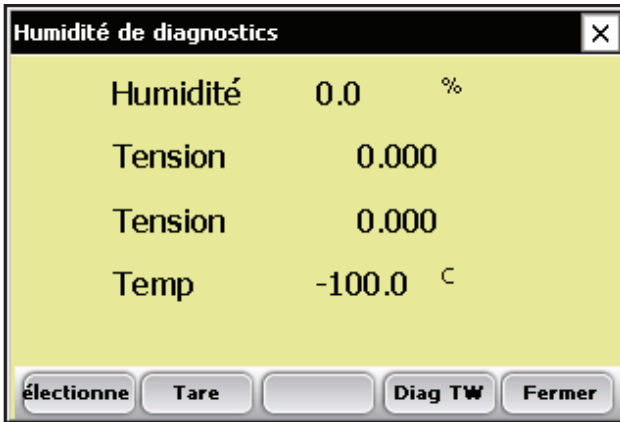 Humidité de diagnostics
Humidité 0.0 %
Tension 0.000
Tension 0.000
Temp -100.0 C
électionne Tare Diag TW Fermer